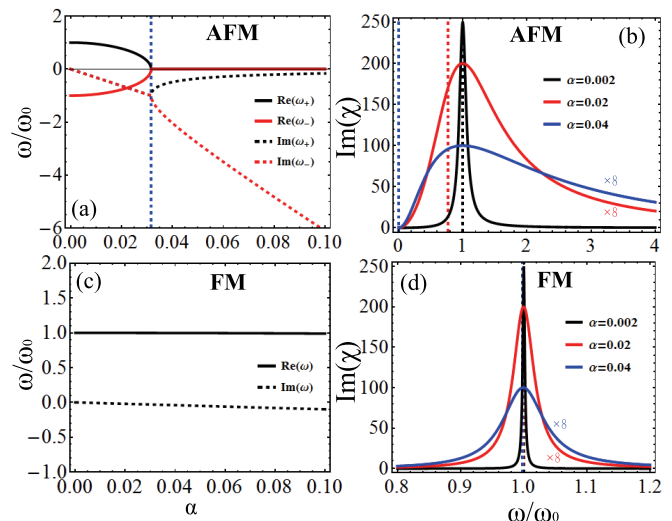 AFM
2
0
−2
−4
−6
0.00 0.02 0.04 0.06 0.08 0.10
ω/ω₀
Re(ω₊)
Re(ω₋)
Im(ω₊)
Im(ω₋)
(a)
AFM
(b)
250
200
150
100
50
0
0 1 2 3 4
Im(χ)
α=0.002
α=0.02
α=0.04
×8
×8
FM
(c)
2.0
1.5
1.0
0.5
0.0
−0.5
−1.0
0.00 0.02 0.04 0.06 0.08 0.10
ω/ω₀
α
Re(ω)
Im(ω)
FM
(d)
250
200
150
100
50
0
0.8 0.9 1.0 1.1 1.2
Im(χ)
ω/ω₀
α=0.002
α=0.02
α=0.04
×8
×8